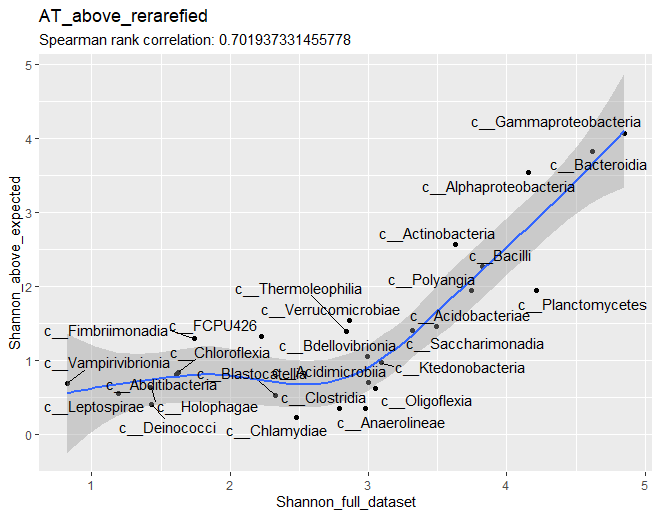 AT_above_rerarefied
Spearman rank correlation: 0.701937331455778
Shannon_above_expected
5
4
3
2
1
0
c__Gammaproteobacteria
c__Bacteroidia
c__Alphaproteobacteria
c__Actinobacteria
c__Bacilli
c__Polyangia
c__Thermoleophilia
c__Planctomycetes
c__Verrucomicrobiae
c__Acidobacteriae
c__FCPU426
c__Fimbriimonadia
c__Bdellovibrionia
c__Saccharimonadia
c__Chloroflexia
c__Vampirivibrionia
c__Ktedonobacteria
c__Blastocatellia
c__Acidimicrobiia
c__Abditibacteria
c__Clostridia
c__Oligoflexia
c__Leptospirae
c__Holophagae
c__Anaerolineae
c__Deinococci
c__Chlamydiae
1
2
3
4
5
Shannon_full_dataset